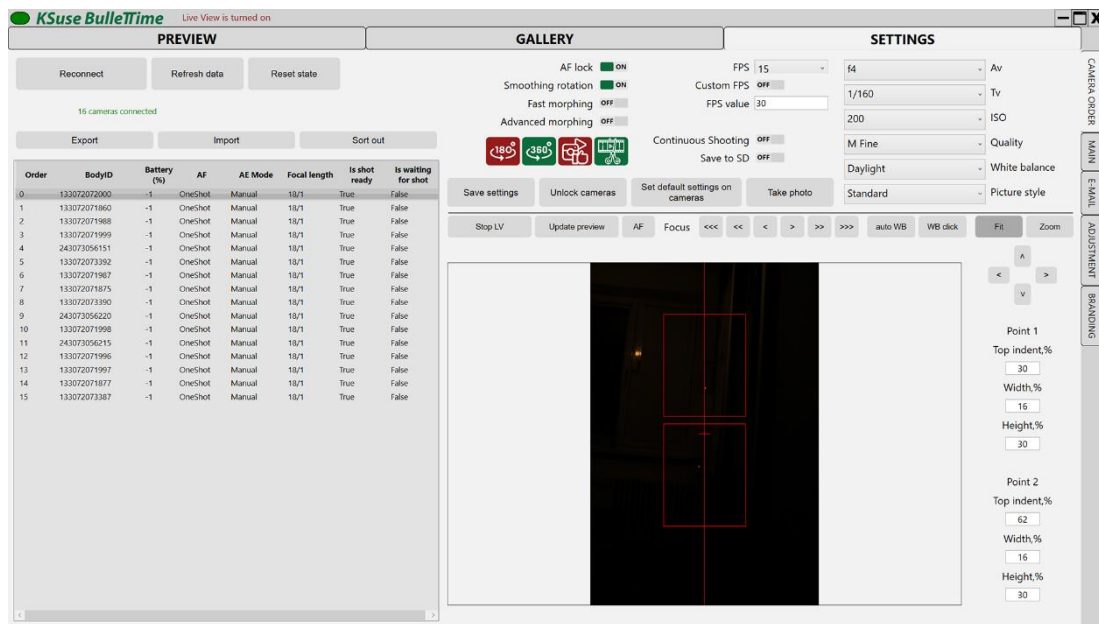 KSuse BulleTTime Live View is turned on
PREVIEW GALLERY SETTINGS
Reconnect Refresh data Reset state
16 cameras connected
Export Import Sort out
Order BodyID Battery (%) AF AE Mode Focal length Is shot ready Is waiting for shot
0 133072072000 -1 OneShot Manual 18/1 True False
1 133072071860 -1 OneShot Manual 18/1 True False
2 133072071988 -1 OneShot Manual 18/1 True False
3 133072071999 -1 OneShot Manual 18/1 True False
4 243073056151 -1 OneShot Manual 18/1 True False
5 133072073392 -1 OneShot Manual 18/1 True False
6 133072071987 -1 OneShot Manual 18/1 True False
7 133072071875 -1 OneShot Manual 18/1 True False
8 133072073390 -1 OneShot Manual 18/1 True False
9 243073056220 -1 OneShot Manual 18/1 True False
10 133072071998 -1 OneShot Manual 18/1 True False
11 243073056215 -1 OneShot Manual 18/1 True False
12 133072071996 -1 OneShot Manual 18/1 True False
13 133072071997 -1 OneShot Manual 18/1 True False
14 133072071877 -1 OneShot Manual 18/1 True False
15 133072073387 -1 OneShot Manual 18/1 True False
AF lock ON
Smoothing rotation ON
Fast morphing OFF
Advanced morphing OFF
180° 360°
FPS 15
Custom FPS OFF
FPS value 30
Continuous Shooting OFF
Save to SD OFF
f4 Av
1/160 Tv
200 ISO
M Fine Quality
Daylight White balance
Standard Picture style
Save settings Unlock cameras Set default settings on cameras Take photo
Stop LV Update preview AF Focus <<< << < > >> >>> auto WB WB click Fit Zoom
Point 1
Top indent,%
30
Width,%
16
Height,%
30
Point 2
Top indent,%
62
Width,%
16
Height,%
30
CAMERA ORDER
MAIN
E-MAIL
ADJUSTMENT
BRANDING